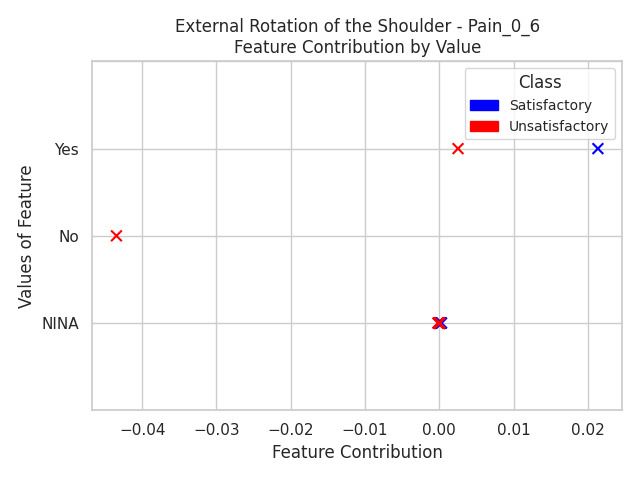 External Rotation of the Shoulder - Pain_0_6
Feature Contribution by Value
Class
Satisfactory
Unsatisfactory
Values of Feature
Yes
No
NINA
−0.04
−0.03
−0.02
−0.01
0.00
0.01
0.02
Feature Contribution